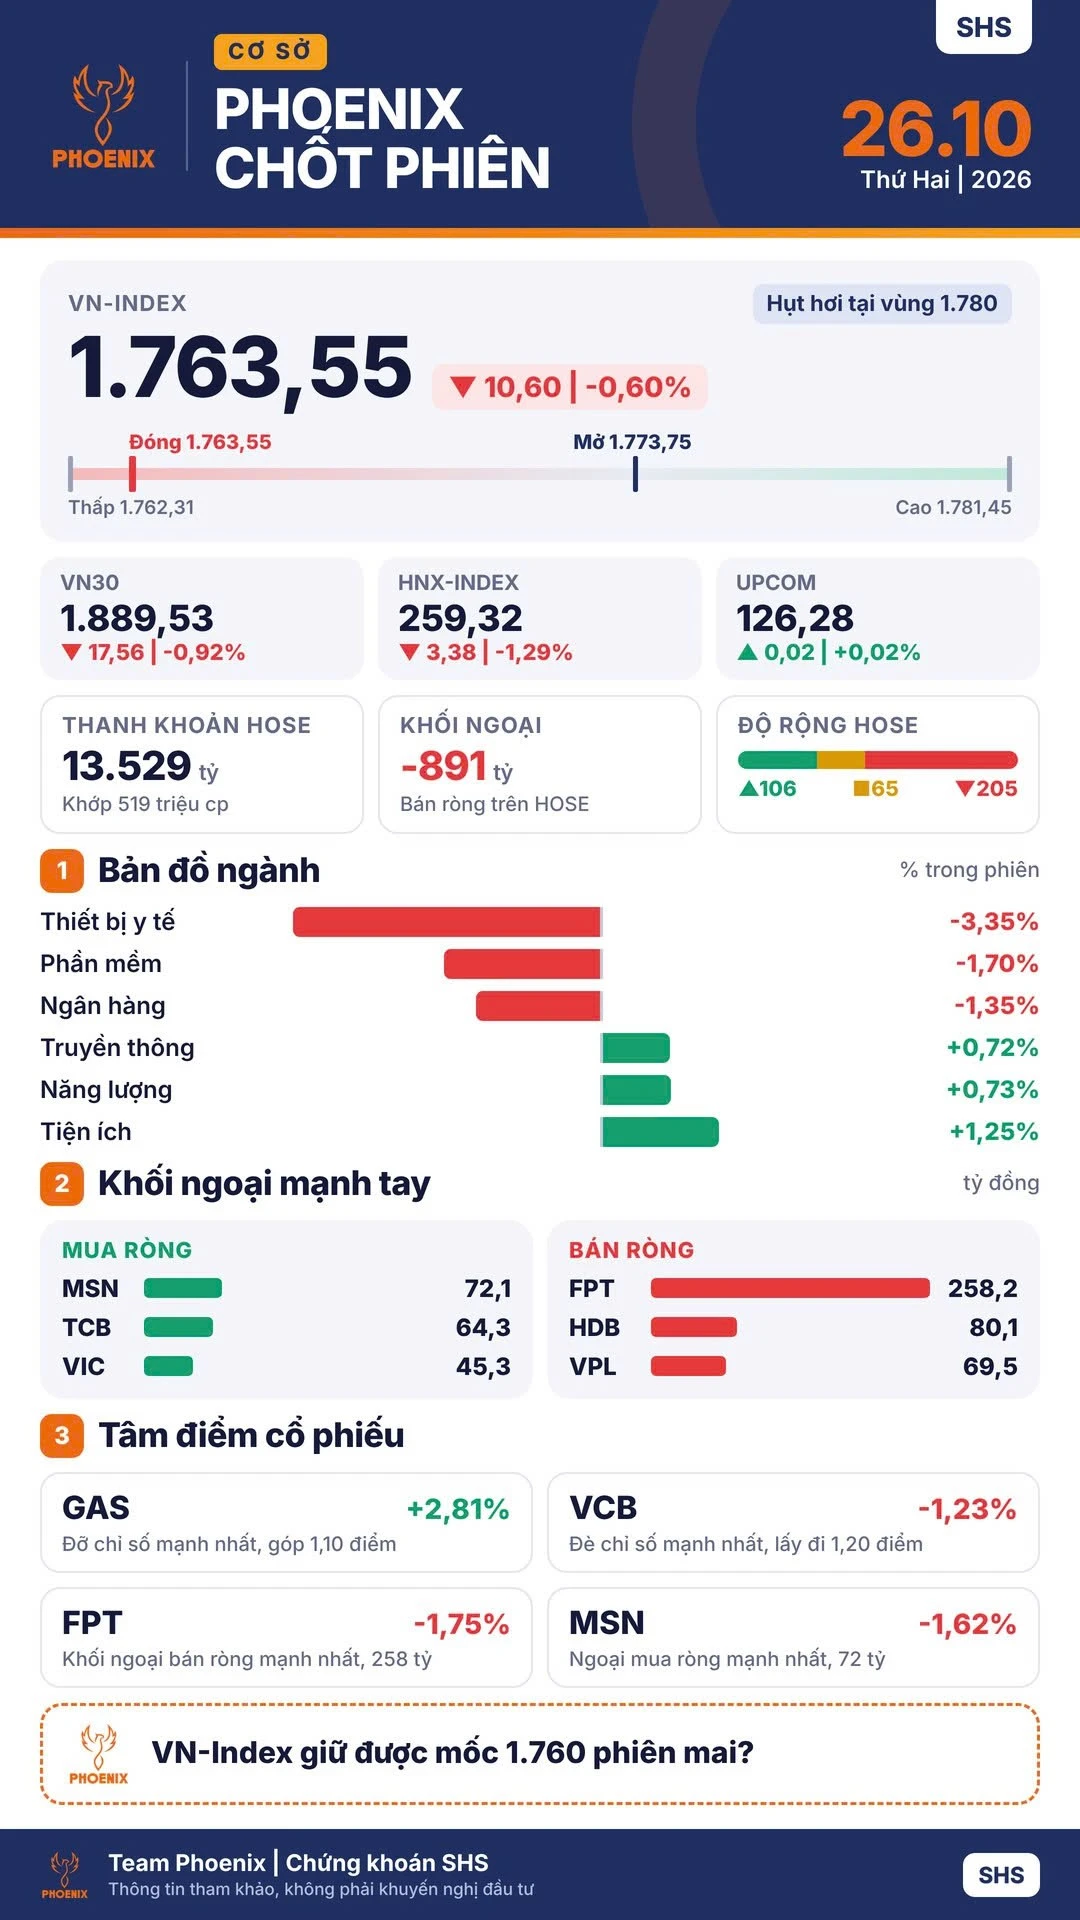 SHS
CƠ SỞ
PHOENIX
PHOENIX
CHỐT PHIÊN
26.10
Thứ Hai | 2026
VN-INDEX
Hụt hơi tại vùng 1.780
1.763,55
▼ 10,60 | -0,60%
Đóng 1.763,55
Mở 1.773,75
Thấp 1.762,31
Cao 1.781,45
VN30
1.889,53
▼ 17,56 | -0,92%
HNX-INDEX
259,32
▼ 3,38 | -1,29%
UPCOM
126,28
▲ 0,02 | +0,02%
THANH KHOẢN HOSE
13.529 tỷ
Khớp 519 triệu cp
KHỐI NGOẠI
-891 tỷ
Bán ròng trên HOSE
ĐỘ RỘNG HOSE
▲106 ■65 ▼205
1 Bản đồ ngành
% trong phiên
Thiết bị y tế -3,35%
Phần mềm -1,70%
Ngân hàng -1,35%
Truyền thông +0,72%
Năng lượng +0,73%
Tiện ích +1,25%
2 Khối ngoại mạnh tay
tỷ đồng
MUA RÒNG
MSN 72,1
TCB 64,3
VIC 45,3
BÁN RÒNG
FPT 258,2
HDB 80,1
VPL 69,5
3 Tâm điểm cổ phiếu
GAS +2,81%
Đỡ chỉ số mạnh nhất, góp 1,10 điểm
VCB -1,23%
Đè chỉ số mạnh nhất, lấy đi 1,20 điểm
FPT -1,75%
Khối ngoại bán ròng mạnh nhất, 258 tỷ
MSN -1,62%
Ngoại mua ròng mạnh nhất, 72 tỷ
PHOENIX
VN-Index giữ được mốc 1.760 phiên mai?
PHOENIX
Team Phoenix | Chứng khoán SHS
Thông tin tham khảo, không phải khuyến nghị đầu tư
SHS